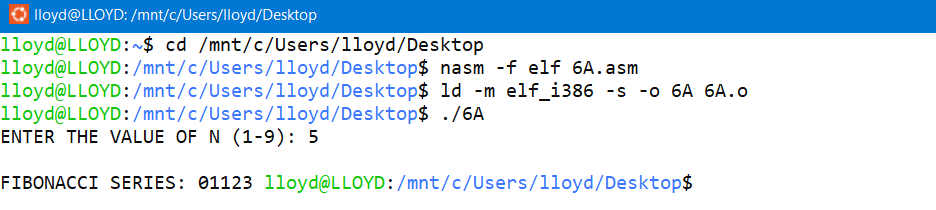 lloyd@LLOYD: /mnt/c/Users/lloyd/Desktop
lloyd@LLOYD:~$ cd /mnt/c/Users/lloyd/Desktop
lloyd@LLOYD:/mnt/c/Users/lloyd/Desktop$ nasm -f elf 6A.asm
lloyd@LLOYD:/mnt/c/Users/lloyd/Desktop$ ld -m elf_i386 -s -o 6A 6A.o
lloyd@LLOYD:/mnt/c/Users/lloyd/Desktop$ ./6A
ENTER THE VALUE OF N (1-9): 5
FIBONACCI SERIES: 01123 lloyd@LLOYD:/mnt/c/Users/lloyd/Desktop$